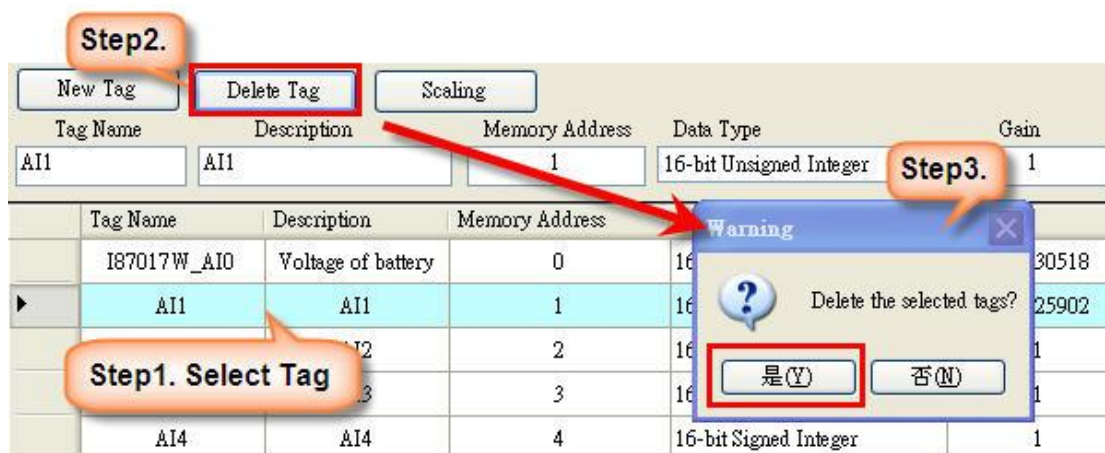 Step2.
New Tag Delete Tag Scaling
Tag Name Description Memory Address Data Type Gain
AI1 AI1 1 16-bit Unsigned Integer 1
Step3.
Tag Name Description Memory Address
Warning
I87017W_AI0 Voltage of battery 0 16 30518
AI1 AI1 1 16 25902
Delete the selected tags?
I2 2 16 1
Step1. Select Tag
3 3 16 1
是(Y) 否(N)
AI4 AI4 4 16-bit Signed Integer 1